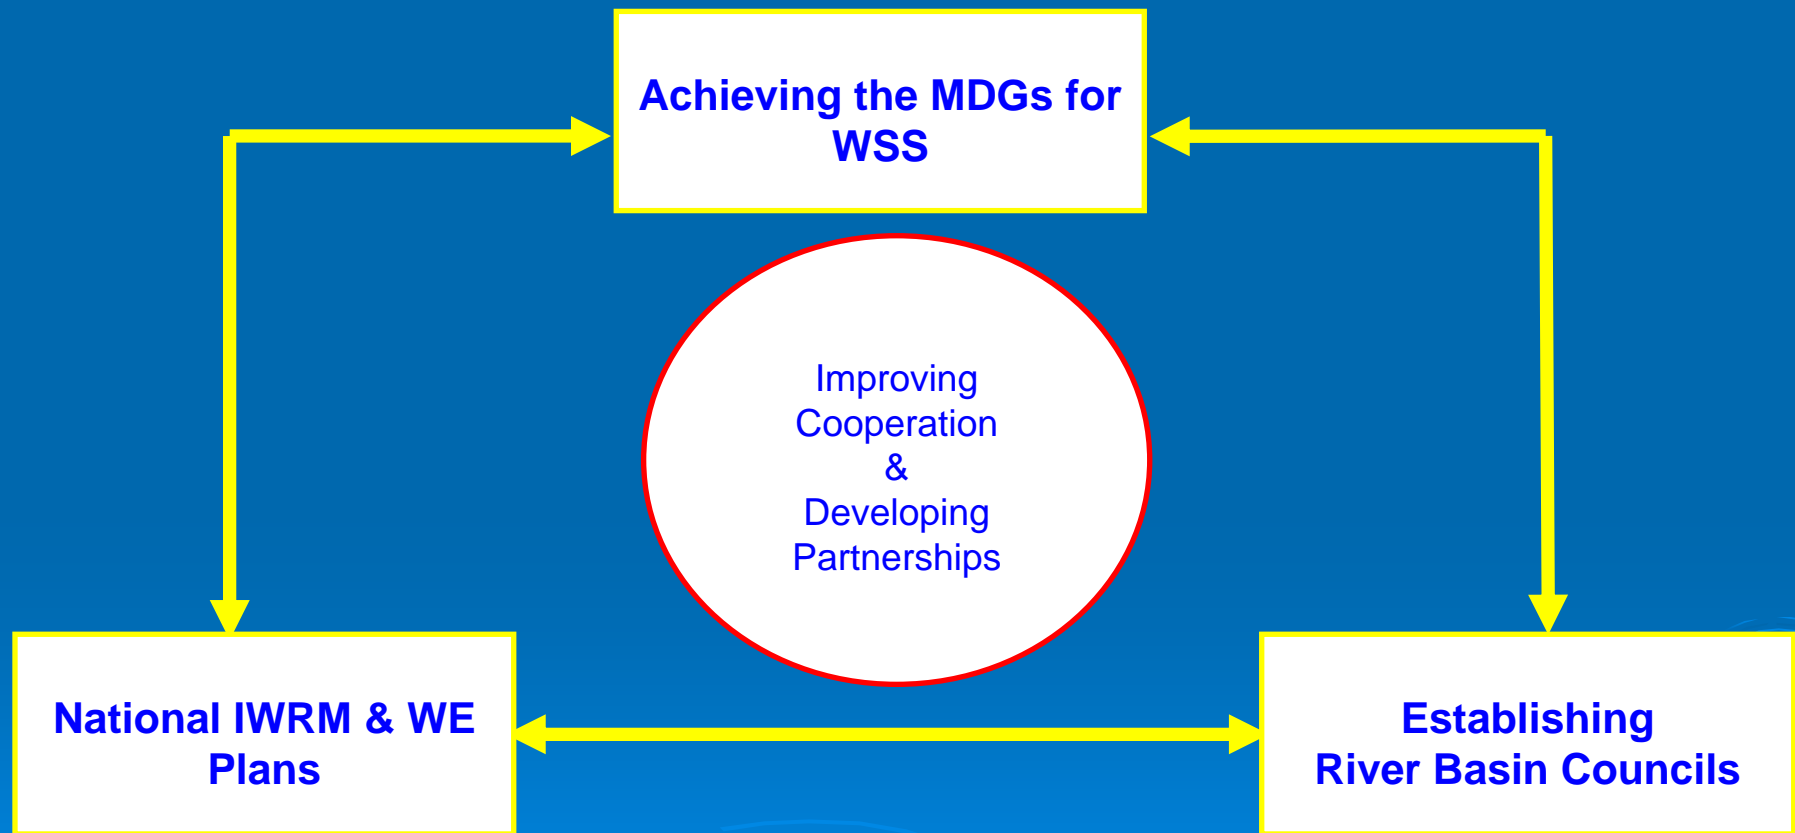 Achieving the MDGs for
WSS
Improving
Cooperation
&
Developing
Partnerships
National IWRM & WE
Plans
Establishing
River Basin Councils